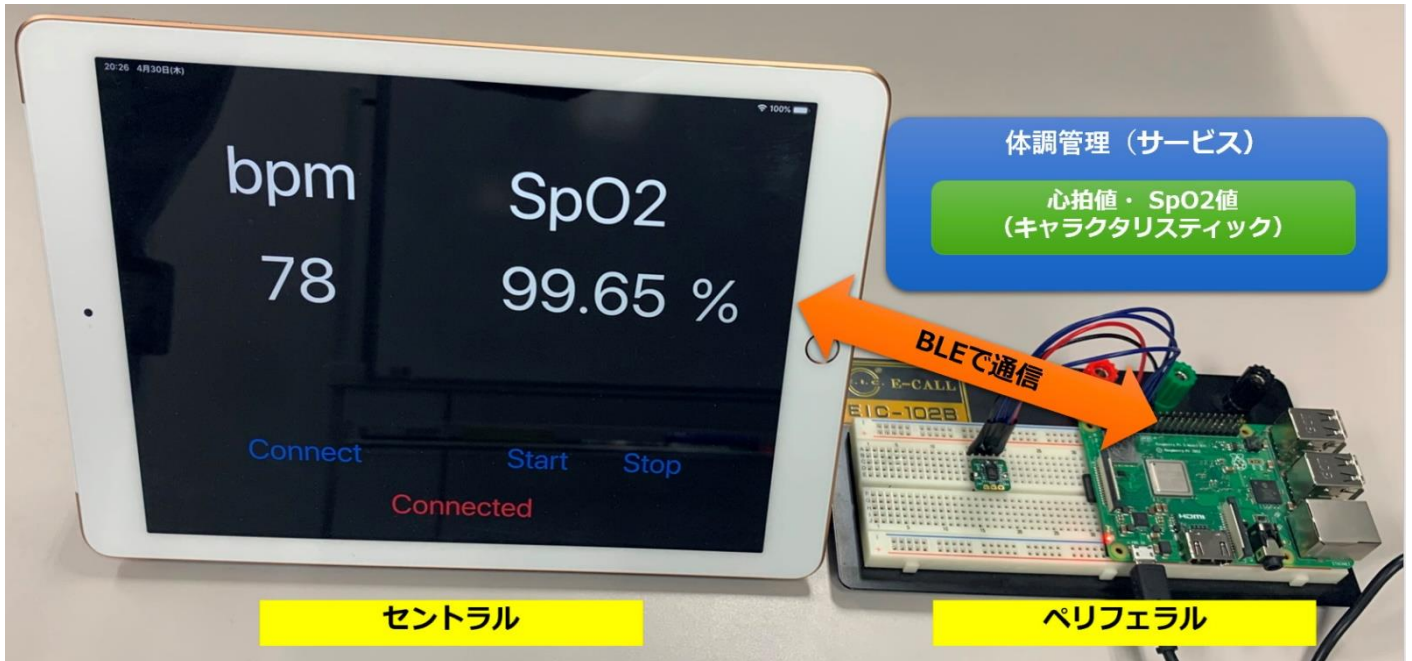 20:26 4月30日(木)
100%
bpm
SpO2
78
99.65 %
Connect
Start
Stop
Connected
体調管理（サービス）
心拍値・ SpO2値
（キャラクタリスティック）
BLEで通信
E-CALL
EIC-102B
HDMI
セントラル
ペリフェラル